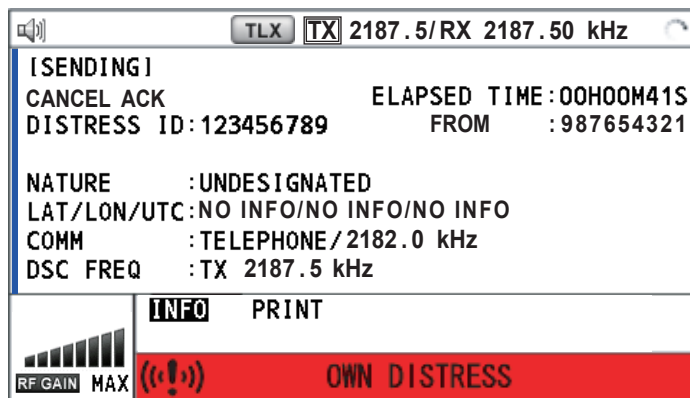 TLX TX 2187.5/RX 2187.50 kHz
[SENDING]
CANCEL ACK ELAPSED TIME:00H00M41S
DISTRESS ID:123456789 FROM :987654321
NATURE :UNDESIGNATED
LAT/LON/UTC:NO INFO/NO INFO/NO INFO
COMM :TELEPHONE/2182.0 kHz
DSC FREQ :TX 2187.5 kHz
INFO PRINT
RF GAIN MAX OWN DISTRESS